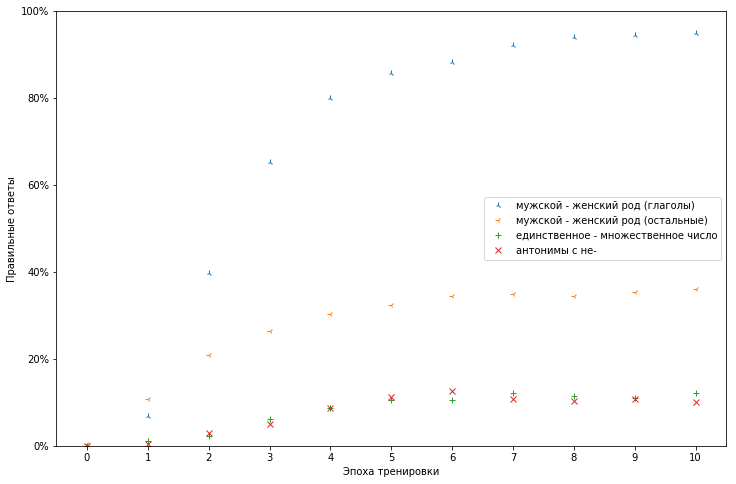 100%
80%
60%
40%
20%
0%
Правильные ответы
мужской - женский род (глаголы)
мужской - женский род (остальные)
единственное - множественное число
антонимы с не-
0 1 2 3 4 5 6 7 8 9 10
Эпоха тренировки